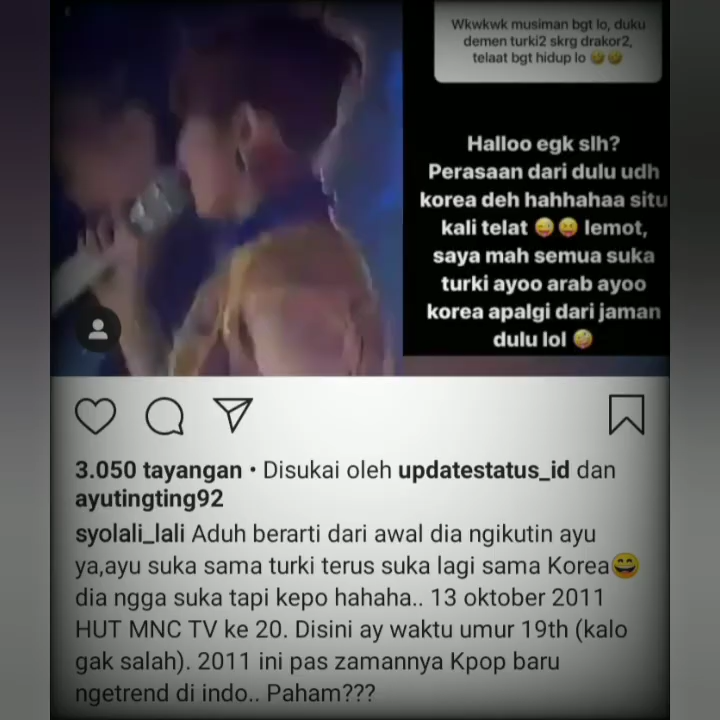 Wkwkwk musiman bgt lo, duku
demen turki2 skrg drakor2,
telaat bgt hidup lo 🤣🤣
Halloo egk slh?
Perasaan dari dulu udh
korea deh hahhahaa situ
kali telat 😜😝 lemot,
saya mah semua suka
turki ayoo arab ayoo
korea apalgi dari jaman
dulu lol 🤪
3.050 tayangan • Disukai oleh updatestatus_id dan
ayutingting92
syolali_lali Aduh berarti dari awal dia ngikutin ayu
ya,ayu suka sama turki terus suka lagi sama Korea😄
dia ngga suka tapi kepo hahaha.. 13 oktober 2011
HUT MNC TV ke 20. Disini ay waktu umur 19th (kalo
gak salah). 2011 ini pas zamannya Kpop baru
ngetrend di indo.. Paham???